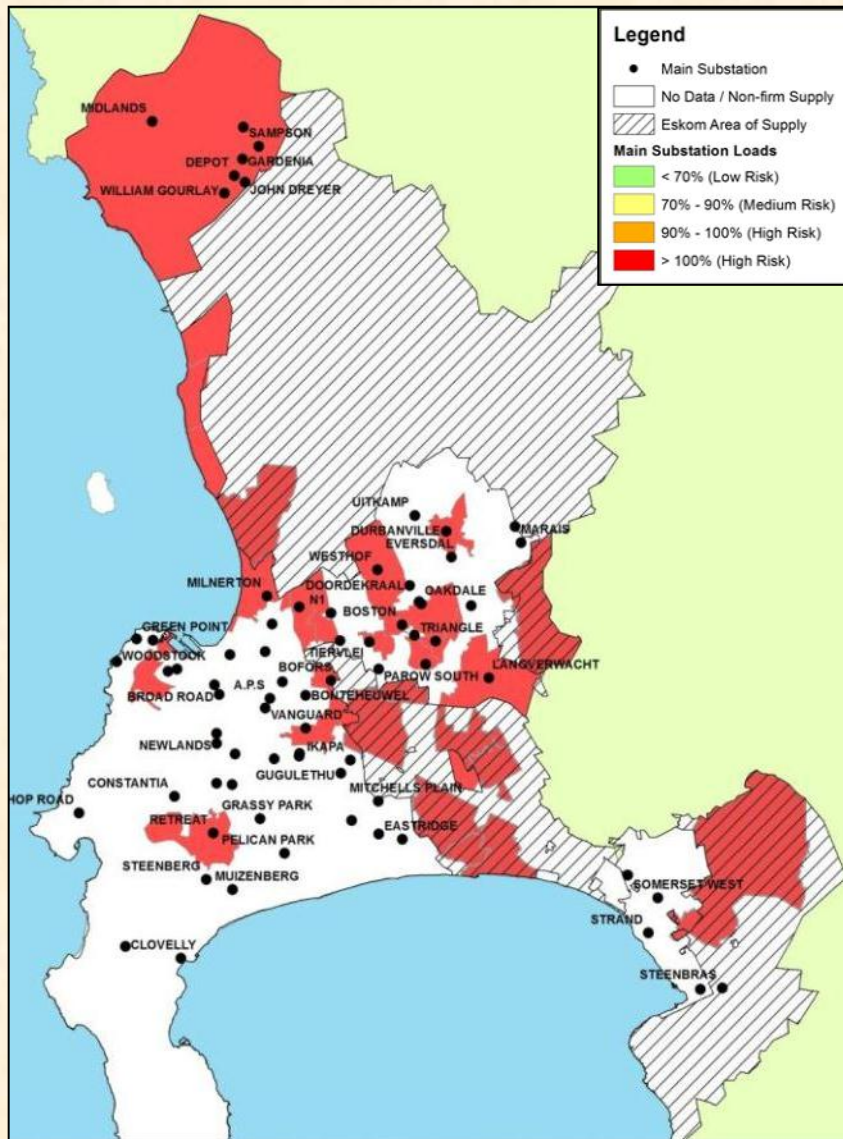 Legend
Main Substation
No Data / Non-firm Supply
Eskom Area of Supply
Main Substation Loads
< 70% (Low Risk)
70% - 90% (Medium Risk)
90% - 100% (High Risk)
> 100% (High Risk)
MIDLANDS
SAMPSON
DEPOT
GARDENIA
WILLIAM GOURLAY
JOHN DREYER
UITKAMP
DURBANVILLE
MARAIS
EVERSDAL
WESTHOF
MILNERTON
DOORDEKRAAL
OAKDALE
N1
BOSTON
GREEN POINT
TRIANGLE
TIERVLEI
WOODSTOOK
LANGVERWACHT
BOFORS
PAROW SOUTH
A.P.S
BROAD ROAD
BONTEHEUWEL
VANGUARD
NEWLANDS
IKAPA
GUGULETHU
CONSTANTIA
MITCHELLS PLAIN
HOP ROAD
GRASSY PARK
RETREAT
EASTRIDGE
PELICAN PARK
STEENBERG
MUIZENBERG
SOMERSET WEST
STRAND
CLOVELLY
STEENBRAS